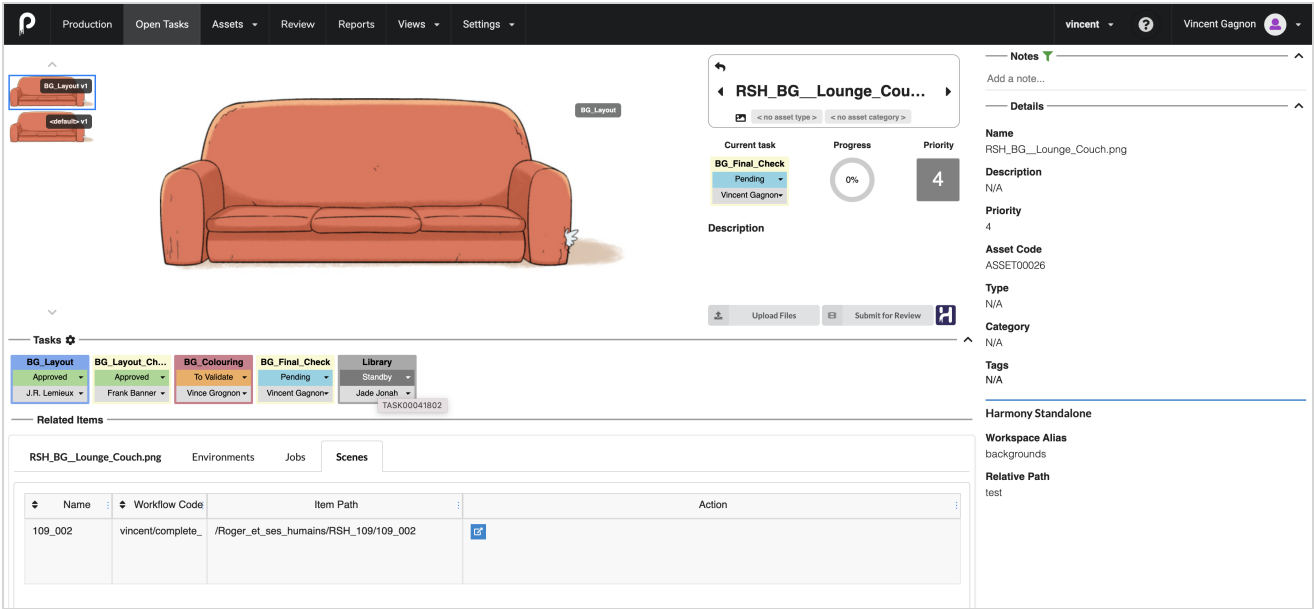 Production
Open Tasks
Assets
Review
Reports
Views
Settings
vincent
?
Vincent Gagnon
BG_Layout v1
<default> v1
BG_Layout
RSH_BG__Lounge_Cou...
< no asset type >
< no asset category >
Current task
Progress
Priority
BG_Final_Check
Pending
Vincent Gagnon
0%
4
Description
Upload Files
Submit for Review
H
Tasks
BG_Layout
Approved
J.R. Lemieux
BG_Layout_Ch...
Approved
Frank Banner
BG_Colouring
To Validate
Vince Grognon
BG_Final_Check
Pending
Vincent Gagnon
Library
Standby
Jade Jonah
TASK00041802
Related Items
RSH_BG__Lounge_Couch.png
Environments
Jobs
Scenes
Name
Workflow Code
Item Path
Action
109_002
vincent/complete_
/Roger_et_ses_humains/RSH_109/109_002
Notes
Add a note...
Details
Name
RSH_BG__Lounge_Couch.png
Description
N/A
Priority
4
Asset Code
ASSET00026
Type
N/A
Category
N/A
Tags
N/A
Harmony Standalone
Workspace Alias
backgrounds
Relative Path
test